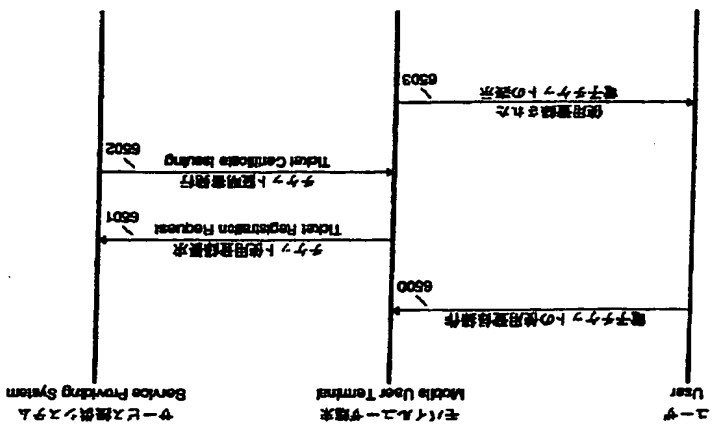 ユーザ
User
モバイルユーザ端末
Mobile User Terminal
サービス提供システム
Service Providing System
電子チケットの使用登録操作
6500
チケット使用登録要求
Ticket Registration Request
6501
チケット証明書発行
Ticket Certificate Issuing
6502
使用登録された
電子チケットの表示
6503